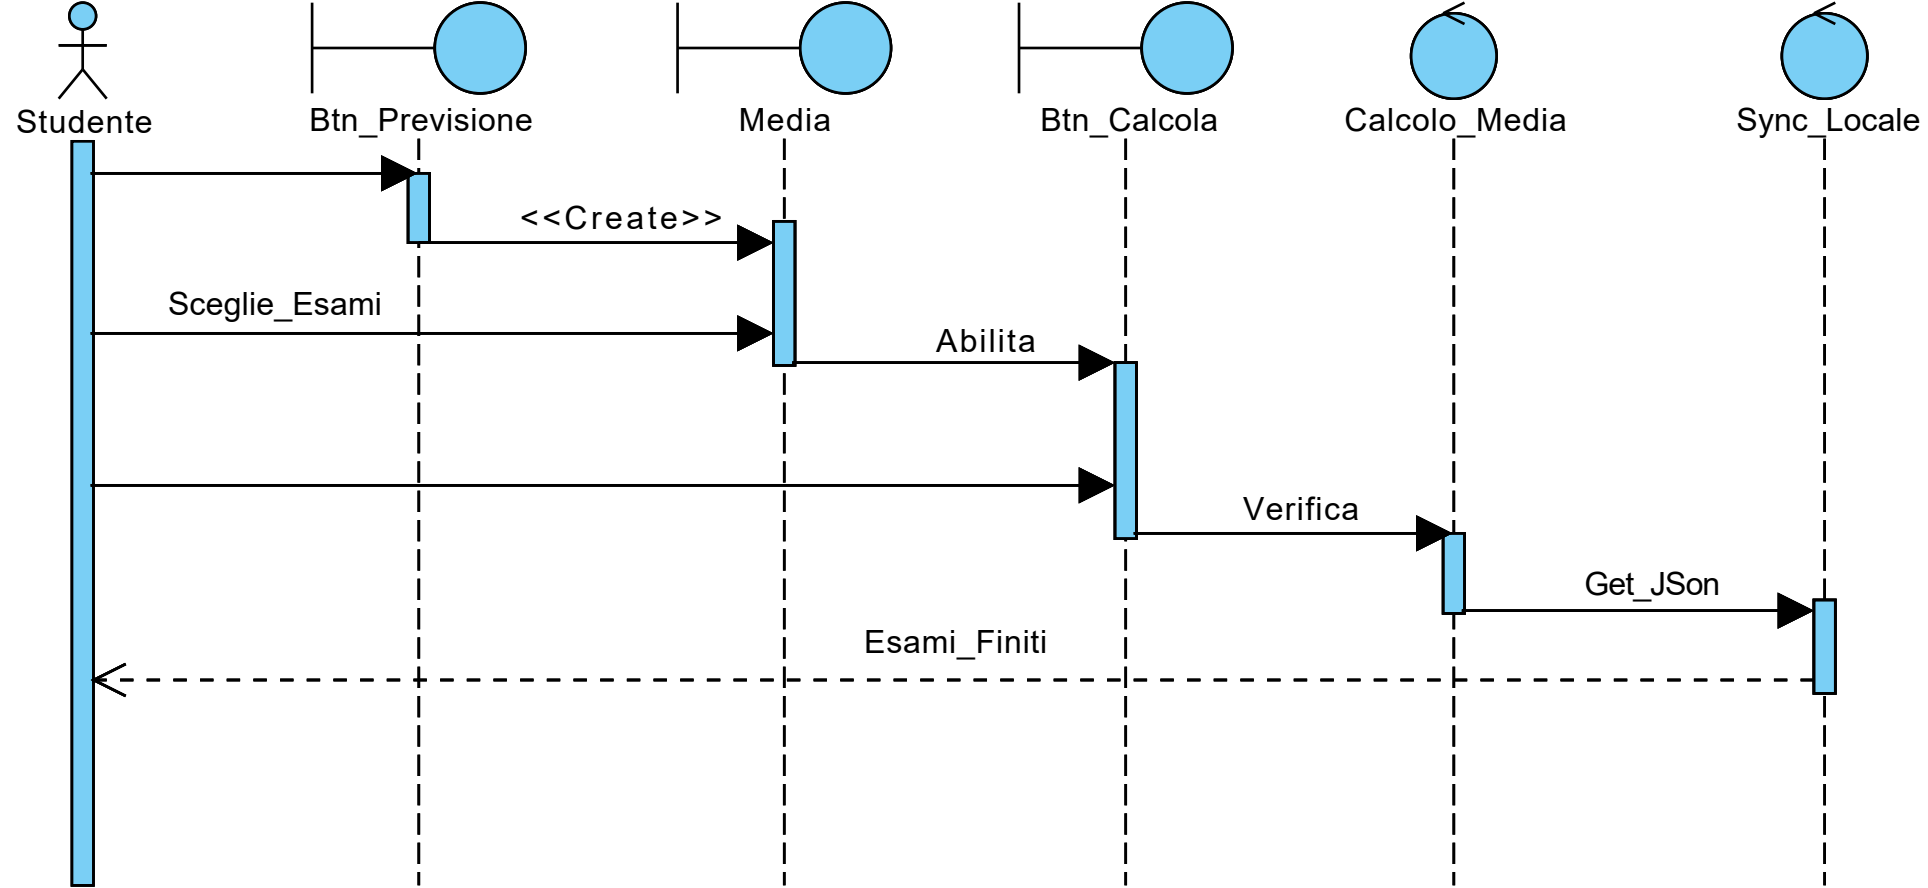 Studente
Btn_Previsione
Media
Btn_Calcola
Calcolo_Media
Sync_Locale
<<Create>>
Sceglie_Esami
Abilita
Verifica
Get_JSon
Esami_Finiti